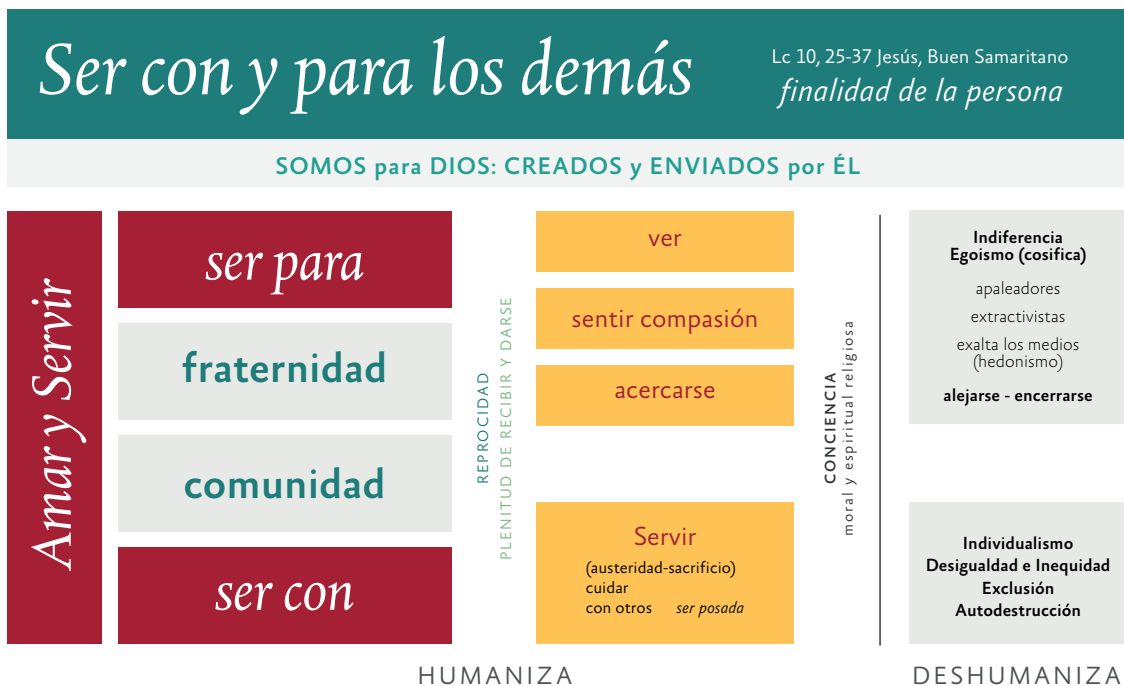 Ser con y para los demás
Lc 10, 25-37 Jesús, Buen Samaritano
finalidad de la persona
SOMOS para DIOS: CREADOS y ENVIADOS por ÉL
Amar y Servir
ser para
fraternidad
comunidad
ser con
REPROCIDAD
PLENITUD DE RECIBIR Y DARSE
ver
sentir compasión
acercarse
Servir
(austeridad-sacrificio)
cuidar
con otros ser posada
CONCIENCIA
moral y espiritual religiosa
Indiferencia
Egoismo (cosifica)
apaleadores
extractivistas
exalta los medios
(hedonismo)
alejarse - encerrarse
Individualismo
Desigualdad e Inequidad
Exclusión
Autodestrucción
HUMANIZA
DESHUMANIZA